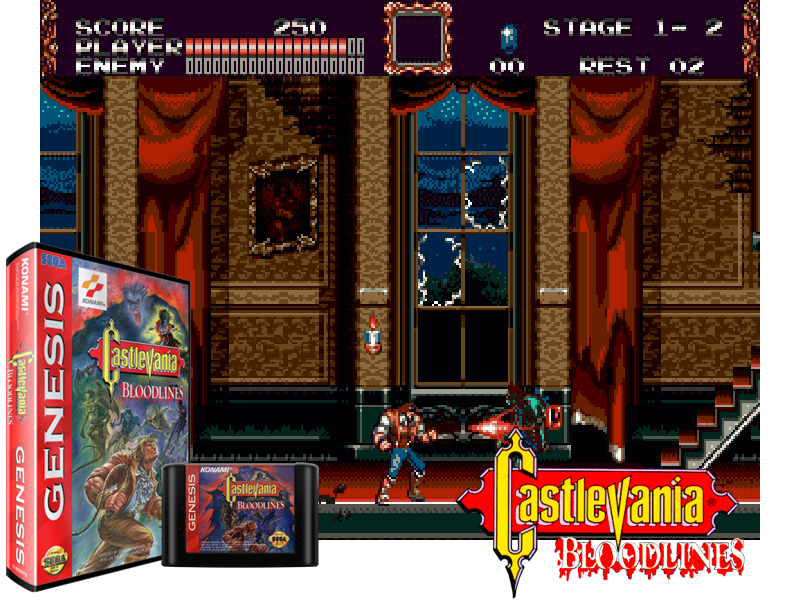 SCORE 250
PLAYER
ENEMY
00
STAGE 1- 2
REST 02
KONAMI
Castlevania
BLOODLINES
GENESIS
SEGA
GENESIS
KONAMI
Castlevania
BLOODLINES
GENESIS
KONAMI
Castlevania
BLOODLINES
SEGA
Castlevania
BLOODLINES